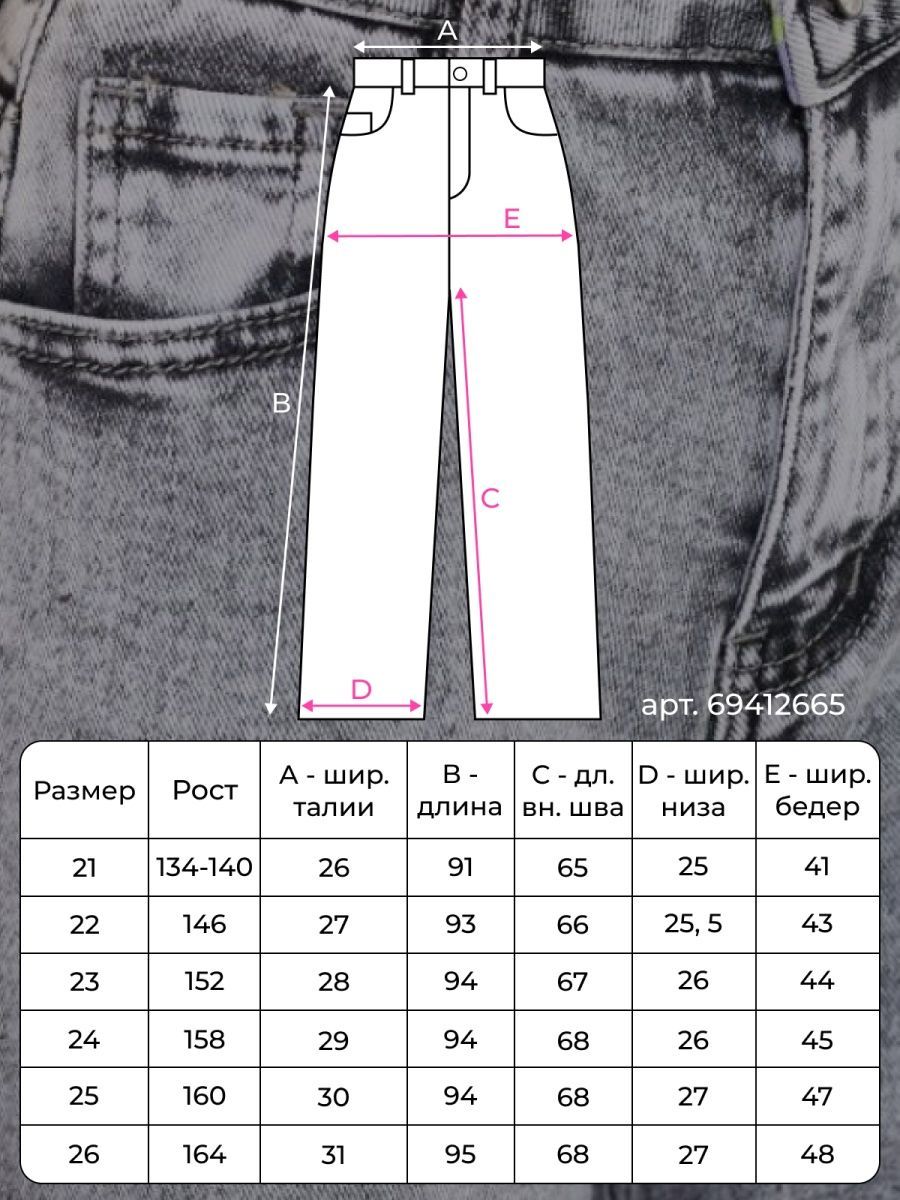 A
E
B
C
D
арт. 69412665
Размер Рост A - шир. талии B - длина C - дл. вн. шва D - шир. низа E - шир. бедер
21 134-140 26 91 65 25 41
22 146 27 93 66 25, 5 43
23 152 28 94 67 26 44
24 158 29 94 68 26 45
25 160 30 94 68 27 47
26 164 31 95 68 27 48